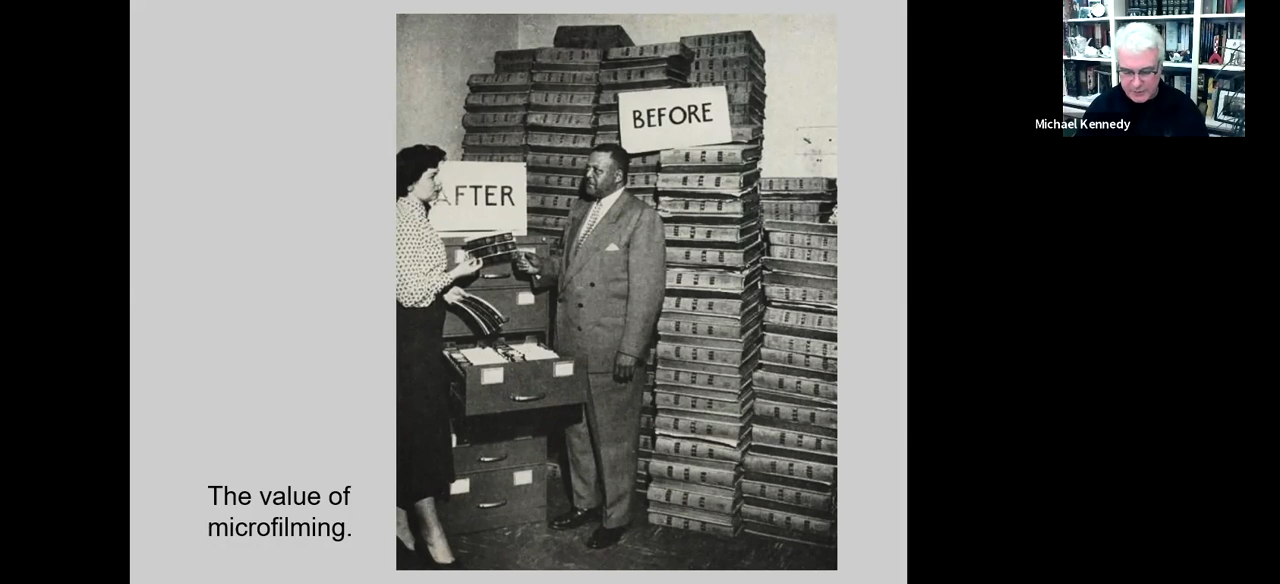 BEFORE
AFTER
The value of
microfilming.
Michael Kennedy